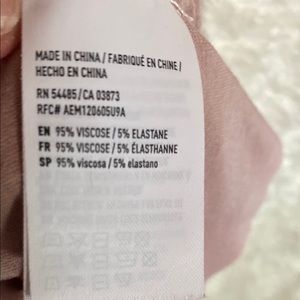 MADE IN CHINA / FABRIQUÉ EN CHINE /
HECHO EN CHINA
RN 54485/CA 03873
RFC# AEM120605U9A
EN 95% VISCOSE / 5% ELASTANE
FR 95% VISCOSE / 5% ÉLASTHANNE
SP 95% viscosa / 5% elastano